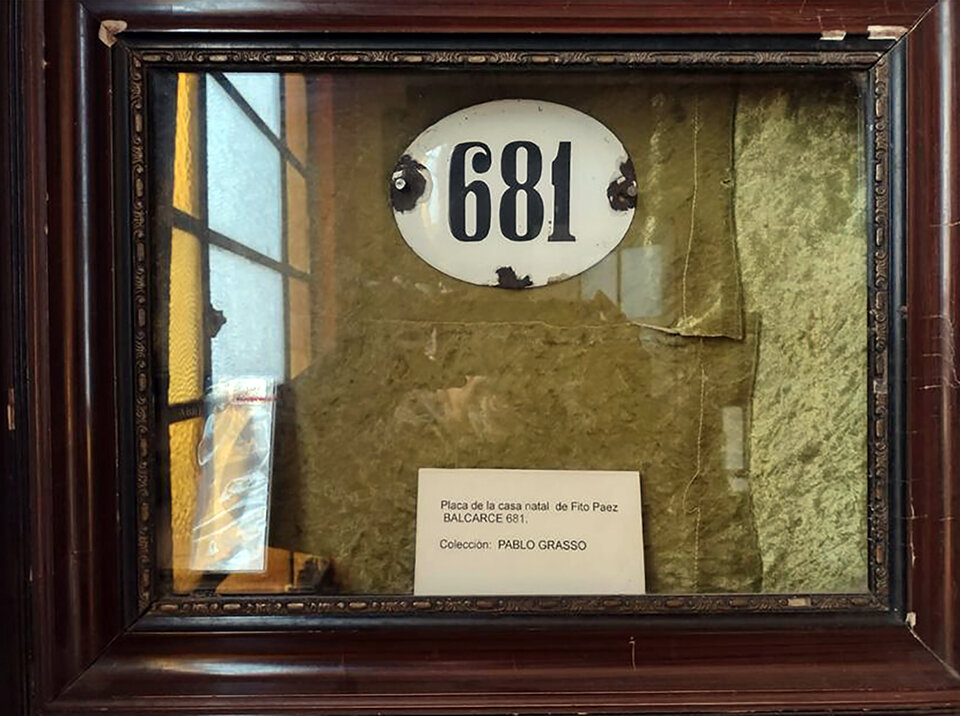 681
Placa de la casa natal de Fito Paez
BALCARCE 681.
Colección: PABLO GRASSO